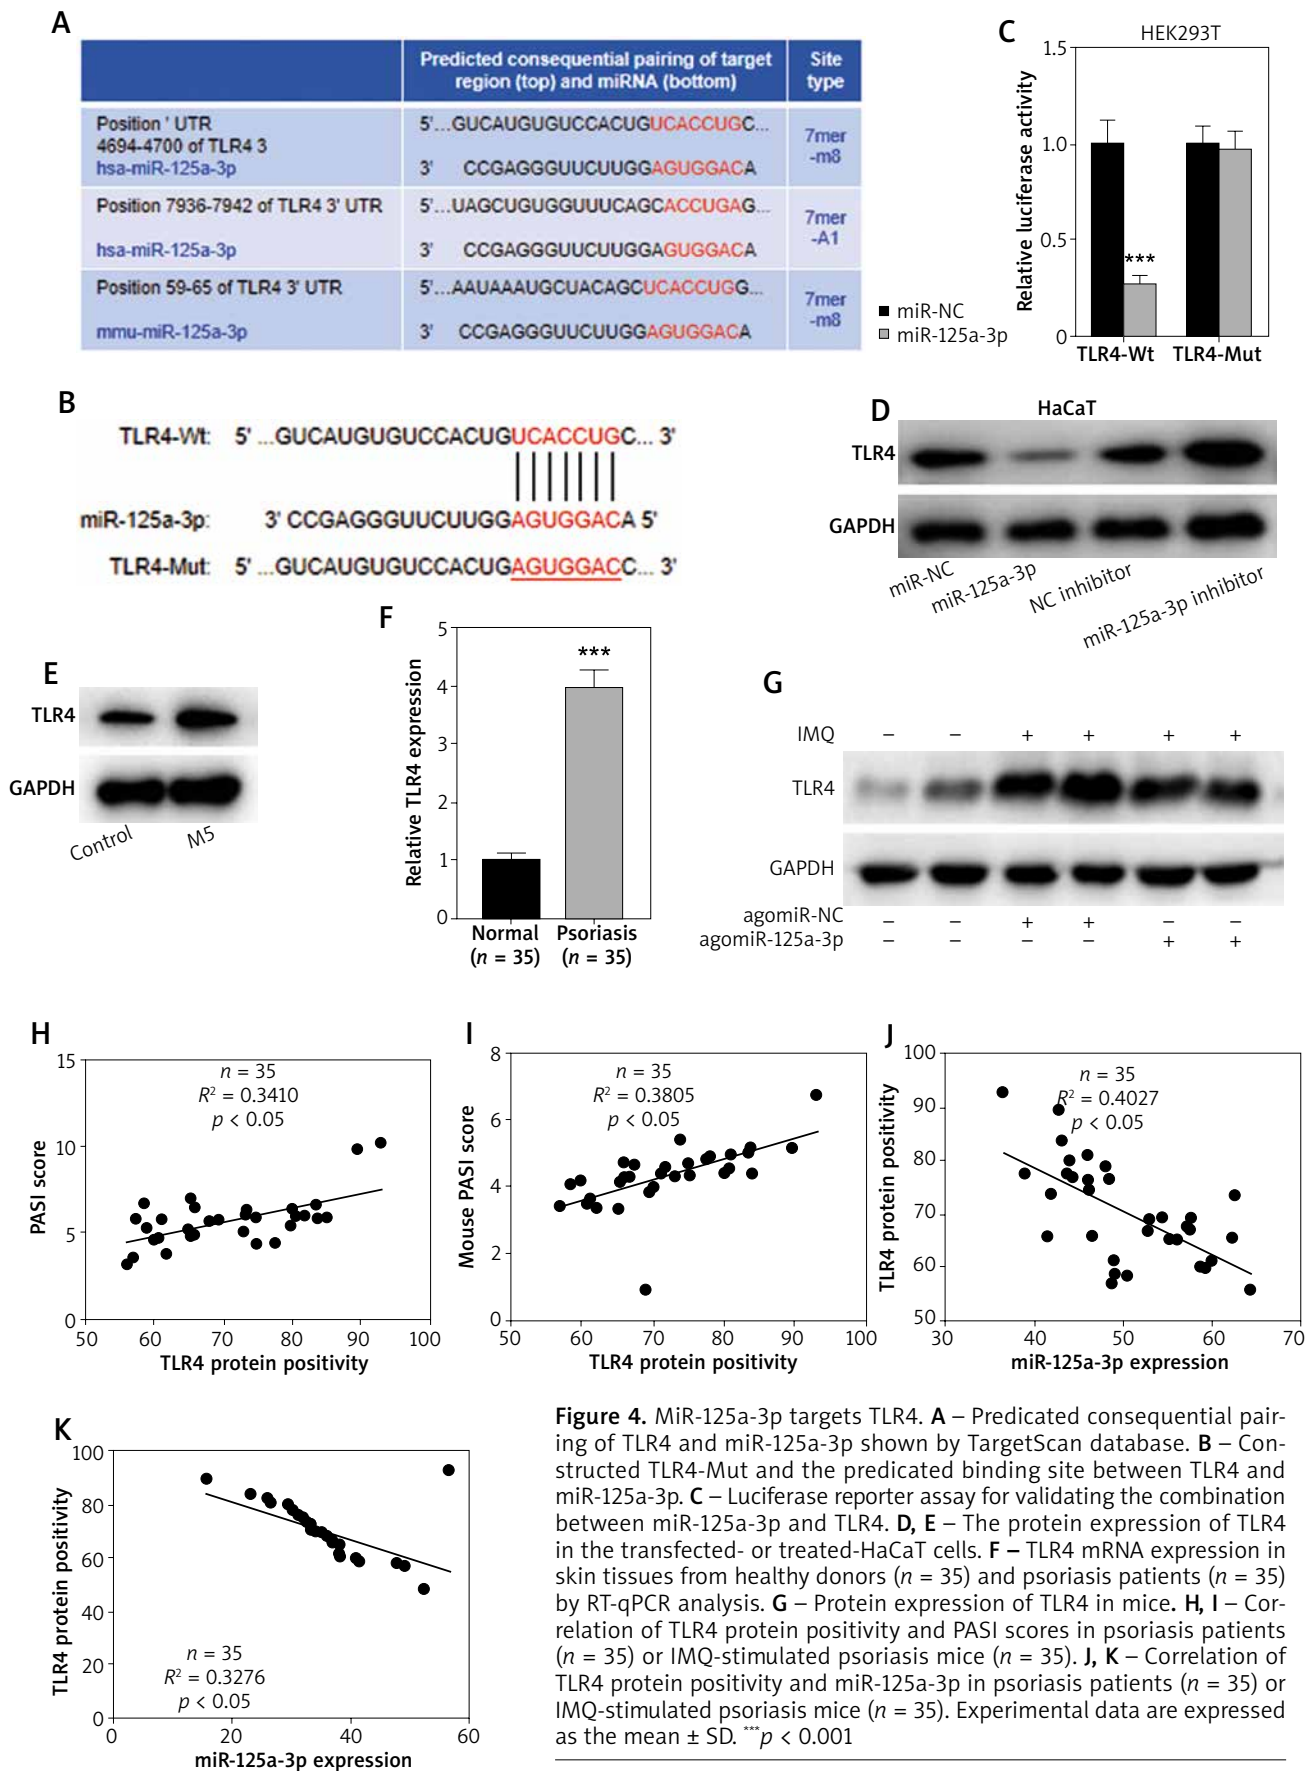 A
Predicted consequential pairing of target
region (top) and miRNA (bottom)
Site
type
Position ' UTR
4694-4700 of TLR4 3
hsa-miR-125a-3p
5'...GUCAUGUGUCCACUGUCACCUGC...
3' CCGAGGGUUCUUGGAGUGGACA
7mer
-m8
Position 7936-7942 of TLR4 3' UTR
hsa-miR-125a-3p
5'...UAGCUGUGGUUUCAGCACCUGAG...
3' CCGAGGGUUCUUGGAGUGGACA
7mer
-A1
Position 59-65 of TLR4 3' UTR
mmu-miR-125a-3p
5'...AAUAAAUGCUACAGCUCACCUGG...
3' CCGAGGGUUCUUGGAGUGGACA
7mer
-m8
C
HEK293T
Relative luciferase activity
1.5
1.0
0.5
0
***
miR-NC
miR-125a-3p
TLR4-Wt TLR4-Mut
B
TLR4-Wt: 5' ...GUCAUGUGUCCACUGUCACCUGC... 3'
miR-125a-3p: 3' CCGAGGGUUCUUGGAGUGGACA 5'
TLR4-Mut: 5' ...GUCAUGUGUCCACUGAGUGGACC... 3'
D
HaCaT
TLR4
GAPDH
miR-NC
miR-125a-3p
NC inhibitor
miR-125a-3p inhibitor
E
TLR4
GAPDH
Control
M5
F
Relative TLR4 expression
5
4
3
2
1
0
***
Normal Psoriasis
(n = 35) (n = 35)
G
IMQ – – + + + +
TLR4
GAPDH
agomiR-NC – – + + – –
agomiR-125a-3p – – – – + +
H
PASI score
15
10
5
0
n = 35
R² = 0.3410
p < 0.05
50 60 70 80 90 100
TLR4 protein positivity
I
Mouse PASI score
8
6
4
2
0
n = 35
R² = 0.3805
p < 0.05
50 60 70 80 90 100
TLR4 protein positivity
J
TLR4 protein positivity
100
90
80
70
60
50
n = 35
R² = 0.4027
p < 0.05
30 40 50 60 70
miR-125a-3p expression
K
TLR4 protein positivity
100
80
60
40
20
0
n = 35
R² = 0.3276
p < 0.05
0 20 40 60
miR-125a-3p expression
Figure 4. MiR-125a-3p targets TLR4. A – Predicated consequential pair-
ing of TLR4 and miR-125a-3p shown by TargetScan database. B – Con-
structed TLR4-Mut and the predicated binding site between TLR4 and
miR-125a-3p. C – Luciferase reporter assay for validating the combination
between miR-125a-3p and TLR4. D, E – The protein expression of TLR4
in the transfected- or treated-HaCaT cells. F – TLR4 mRNA expression in
skin tissues from healthy donors (n = 35) and psoriasis patients (n = 35)
by RT-qPCR analysis. G – Protein expression of TLR4 in mice. H, I – Cor-
relation of TLR4 protein positivity and PASI scores in psoriasis patients
(n = 35) or IMQ-stimulated psoriasis mice (n = 35). J, K – Correlation of
TLR4 protein positivity and miR-125a-3p in psoriasis patients (n = 35) or
IMQ-stimulated psoriasis mice (n = 35). Experimental data are expressed
as the mean ± SD. ***p < 0.001